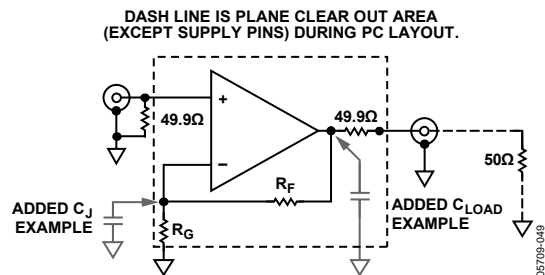 DASH LINE IS PLANE CLEAR OUT AREA
(EXCEPT SUPPLY PINS) DURING PC LAYOUT.
49.9Ω
+
–
49.9Ω
50Ω
R_F
ADDED C_J
EXAMPLE
R_G
ADDED C_LOAD
EXAMPLE
05709-049